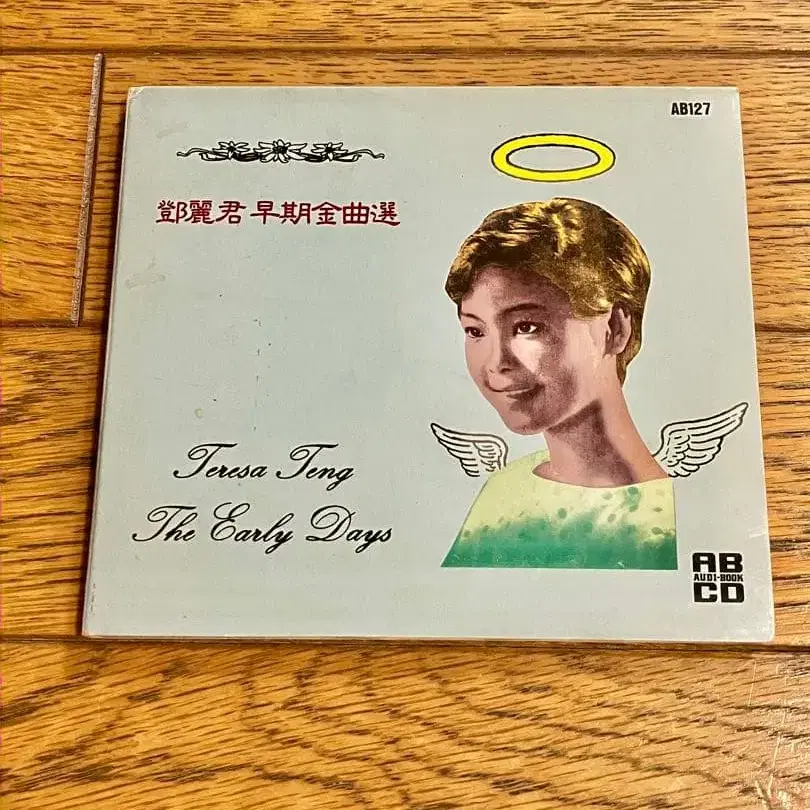 AB127
鄧麗君 早期金曲選
Teresa Teng
The Early Days
AB
AUDI-BOOK
CD